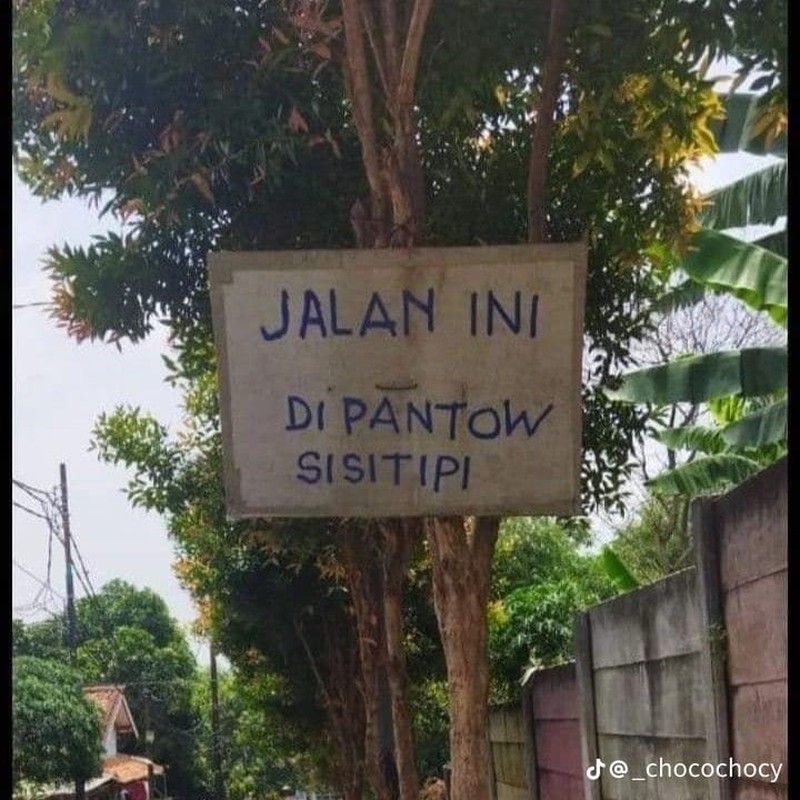 JALAN INI
DI PANTOW
SISITIPI
@ _chocochocy